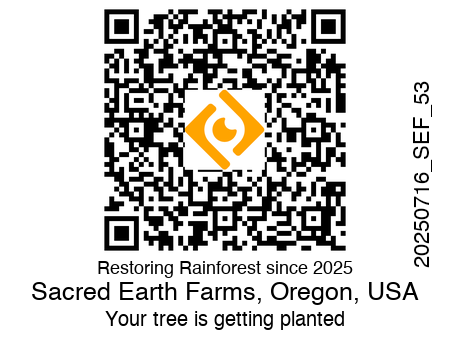 Restoring Rainforest since 2025
Sacred Earth Farms, Oregon, USA
Your tree is getting planted
20250716_SEF_53